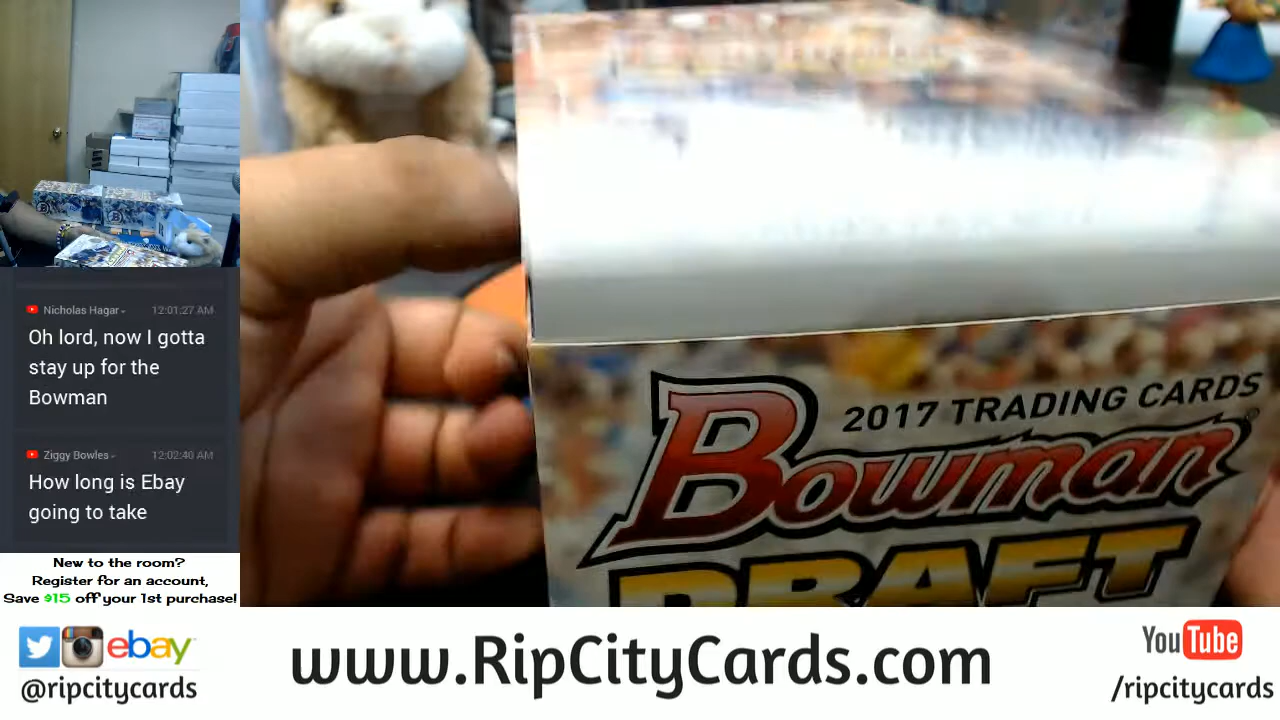 Nicholas Hagar 12:01:27 AM
Oh lord, now I gotta
stay up for the
Bowman
Ziggy Bowles 12:02:40 AM
How long is Ebay
going to take
New to the room?
Register for an account,
Save $15 off your 1st purchase!
2017 TRADING CARDS
Bowman
DRAFT
ebay
@ripcitycards
www.RipCityCards.com
YouTube
/ripcitycards